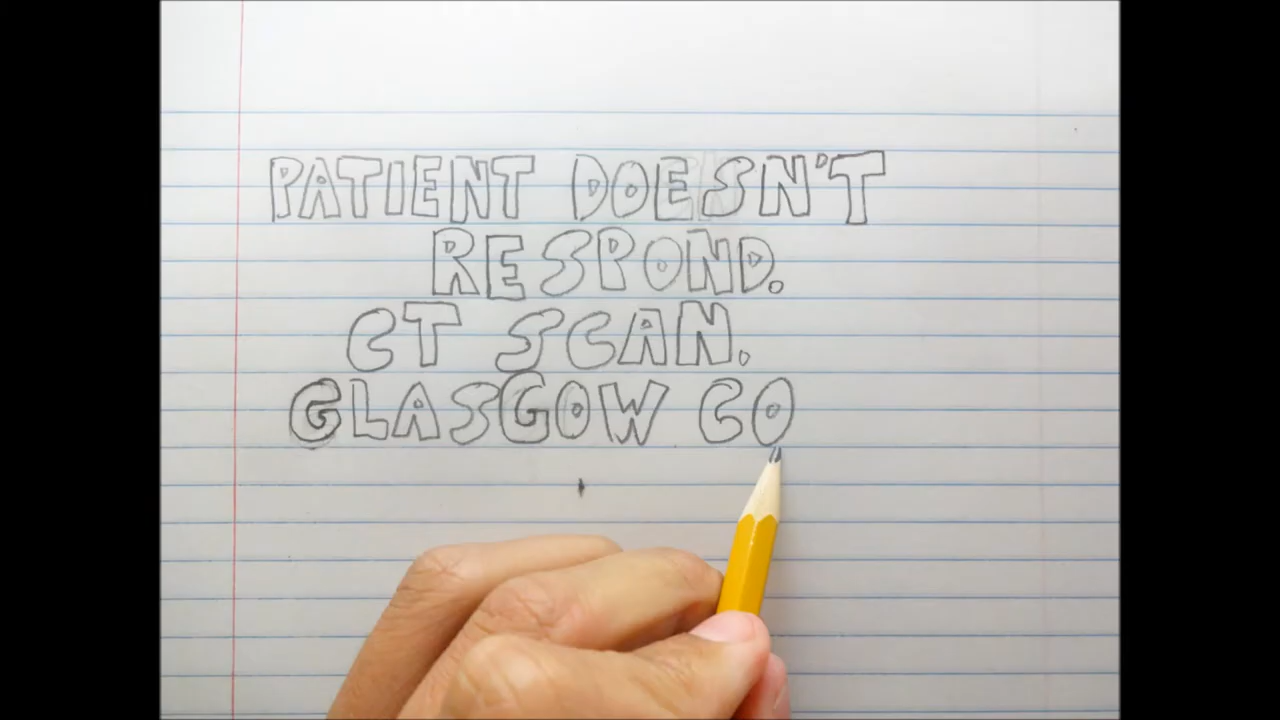 PATIENT DOESN'T
RESPOND.
CT SCAN.
GLASGOW CO